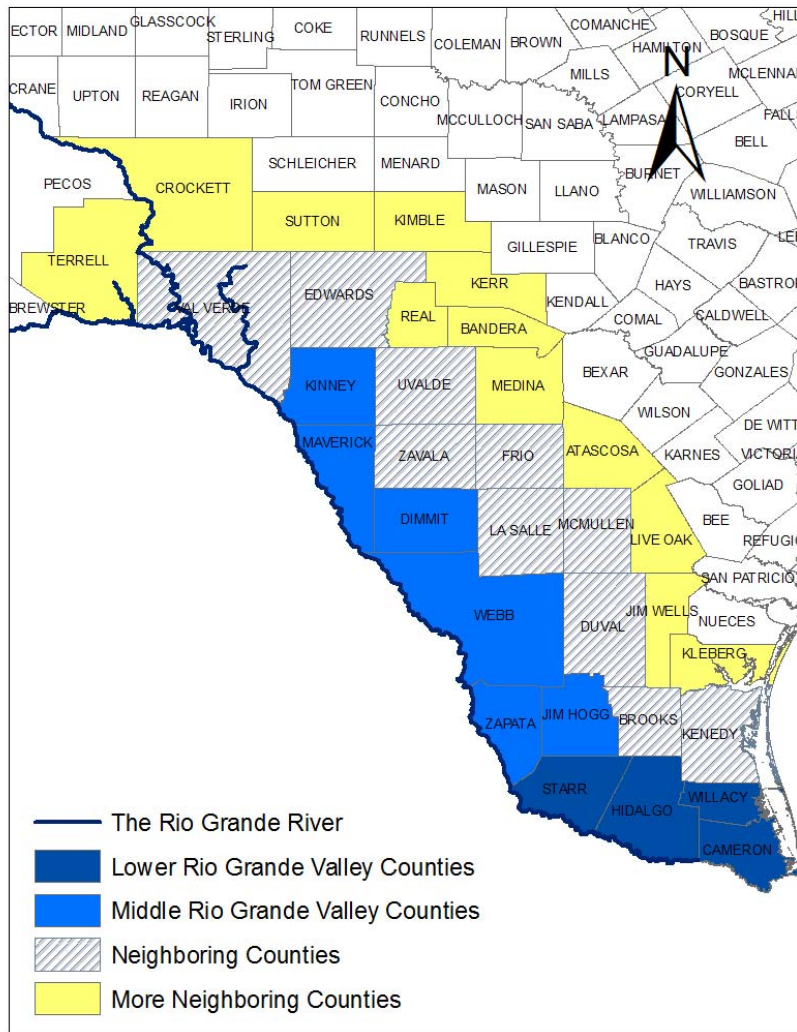 ECTOR
MIDLAND
GLASSCOCK
STERLING
COKE
RUNNELS
COLEMAN
BROWN
COMANCHE
HAMILTON
BOSQUE
HILL
CRANE
UPTON
REAGAN
IRION
TOM GREEN
CONCHO
MCCULLOCH
SAN SABA
MILLS
LAMPASA
CORYELL
MCLENNAN
FALLS
BELL
N
PECOS
CROCKETT
SCHLEICHER
MENARD
MASON
LLANO
BURNET
WILLIAMSON
SUTTON
KIMBLE
GILLESPIE
BLANCO
TRAVIS
LEE
TERRELL
BREWSTER
VAL VERDE
EDWARDS
REAL
KERR
BANDERA
KENDALL
HAYS
COMAL
CALDWELL
BASTROP
GUADALUPE
GONZALES
KINNEY
UVALDE
MEDINA
BEXAR
WILSON
DE WITT
MAVERICK
ZAVALA
FRIO
ATASCOSA
KARNES
VICTORIA
GOLIAD
DIMMIT
LA SALLE
MCMULLEN
LIVE OAK
BEE
REFUGIO
SAN PATRICIO
WEBB
DUVAL
JIM WELLS
NUECES
KLEBERG
ZAPATA
JIM HOGG
BROOKS
KENEDY
STARR
HIDALGO
WILLACY
CAMERON
The Rio Grande River
Lower Rio Grande Valley Counties
Middle Rio Grande Valley Counties
Neighboring Counties
More Neighboring Counties